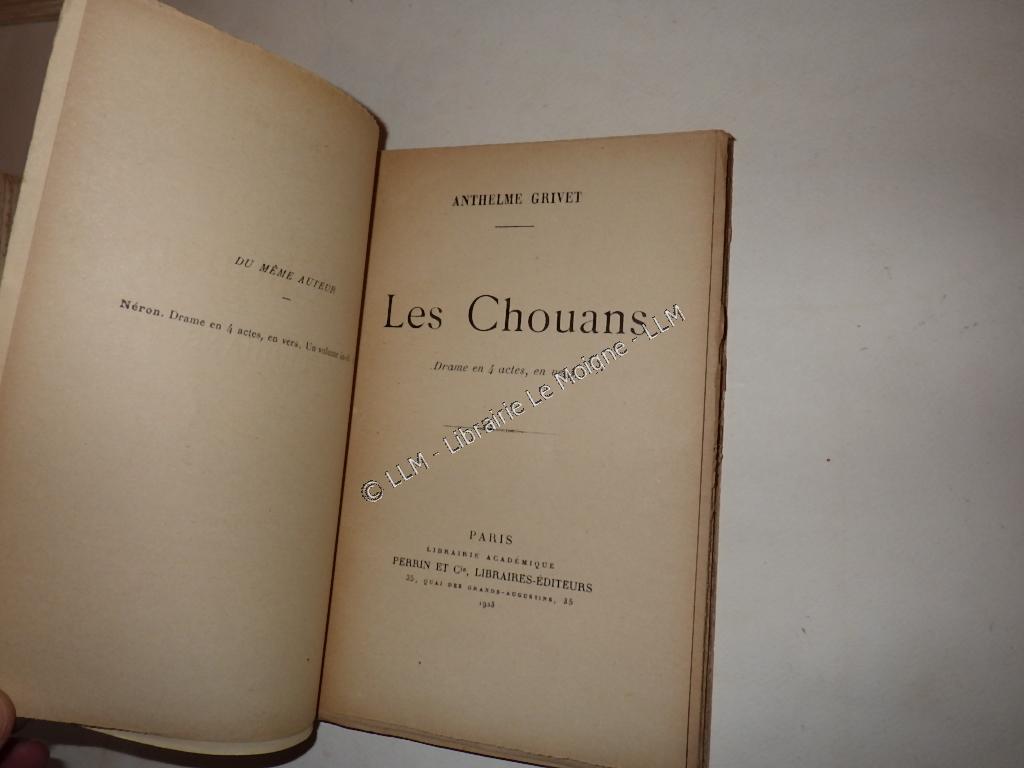 DU MÊME AUTEUR
Néron. Drame en 4 actes, en vers. Un volume
ANTHELME GRIVET
Les Chouans
Drame en 4 actes, en
© LLM - Librairie Le Moigne - LLM
PARIS
LIBRAIRIE ACADÉMIQUE
PERRIN ET Cie, LIBRAIRES-ÉDITEURS
35, QUAI DES GRANDS-AUGUSTINS, 35